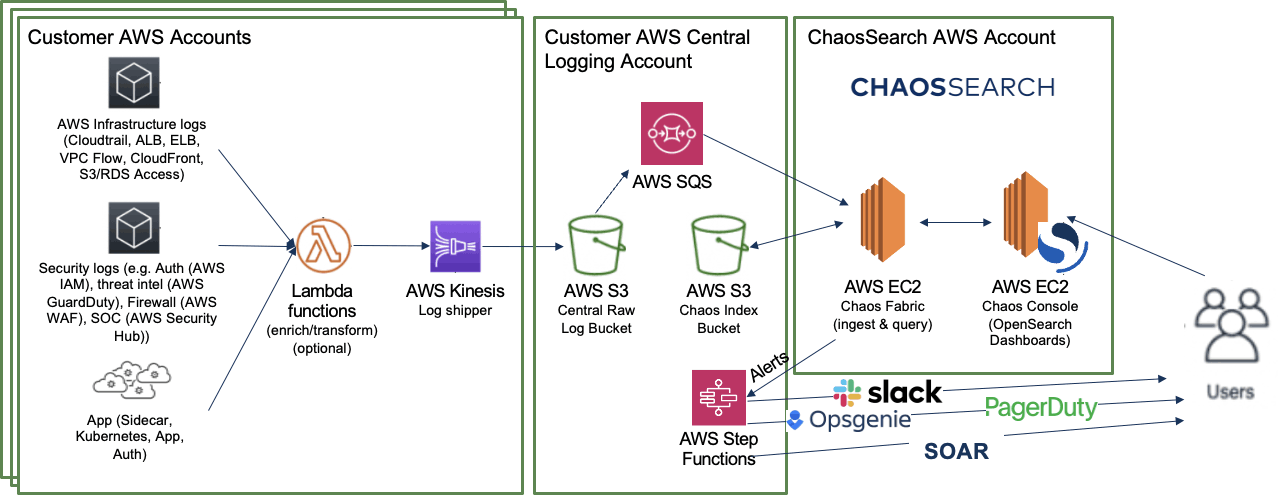 Customer AWS Accounts
AWS Infrastructure logs
(Cloudtrail, ALB, ELB,
VPC Flow, CloudFront,
S3/RDS Access)
Security logs (e.g. Auth (AWS
IAM), threat intel (AWS
GuardDuty), Firewall (AWS
WAF), SOC (AWS Security
Hub))
App (Sidecar,
Kubernetes, App,
Auth)
Lambda
functions
(enrich/transform)
(optional)
AWS Kinesis
Log shipper
Customer AWS Central
Logging Account
AWS SQS
AWS S3
Central Raw
Log Bucket
AWS S3
Chaos Index
Bucket
AWS Step
Functions
ChaosSearch AWS Account
CHAOSSEARCH
AWS EC2
Chaos Fabric
(ingest & query)
AWS EC2
Chaos Console
(OpenSearch
Dashboards)
Alerts
slack
Opsgenie
PagerDuty
SOAR
Users